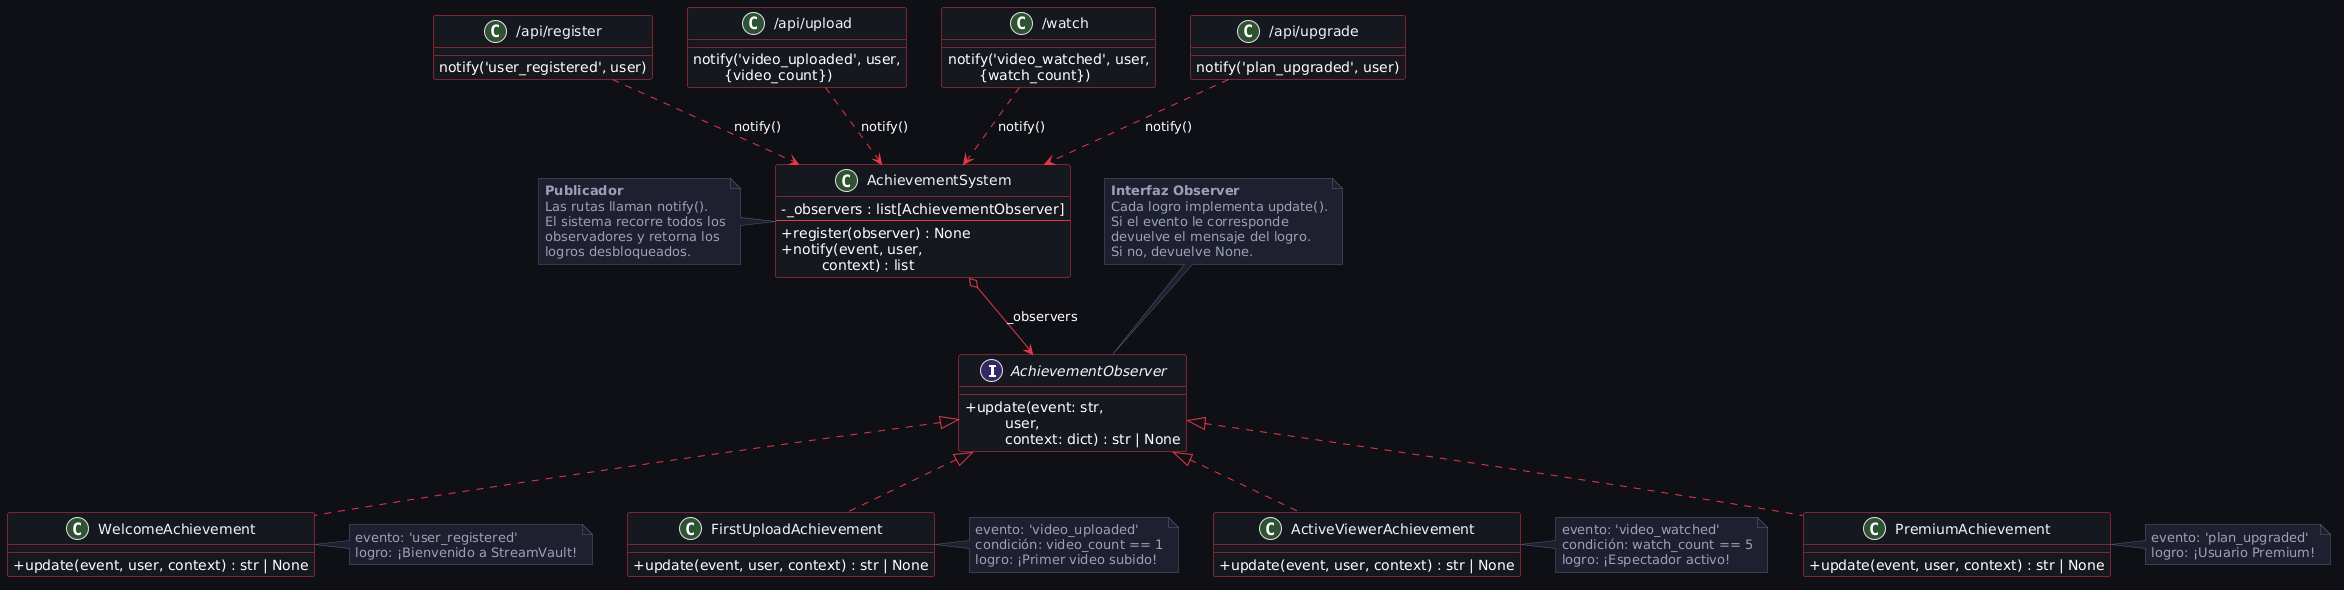 C /api/register
notify('user_registered', user)
C /api/upload
notify('video_uploaded', user,
{video_count})
C /watch
notify('video_watched', user,
{watch_count})
C /api/upgrade
notify('plan_upgraded', user)
notify()
notify()
notify()
notify()
Publicador
Las rutas llaman notify().
El sistema recorre todos los
observadores y retorna los
logros desbloqueados.
C AchievementSystem
-_observers : list[AchievementObserver]
+register(observer) : None
+notify(event, user,
context) : list
Interfaz Observer
Cada logro implementa update().
Si el evento le corresponde
devuelve el mensaje del logro.
Si no, devuelve None.
_observers
I AchievementObserver
+update(event: str,
user,
context: dict) : str | None
C WelcomeAchievement
+update(event, user, context) : str | None
evento: 'user_registered'
logro: ¡Bienvenido a StreamVault!
C FirstUploadAchievement
+update(event, user, context) : str | None
evento: 'video_uploaded'
condición: video_count == 1
logro: ¡Primer video subido!
C ActiveViewerAchievement
+update(event, user, context) : str | None
evento: 'video_watched'
condición: watch_count == 5
logro: ¡Espectador activo!
C PremiumAchievement
+update(event, user, context) : str | None
evento: 'plan_upgraded'
logro: ¡Usuario Premium!